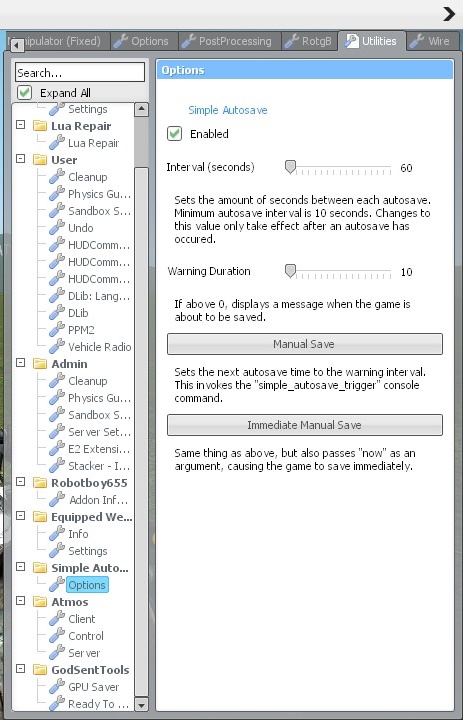 anipulator (Fixed)
Options
PostProcessing
RotgB
Utilities
Wire
Search...
Expand All
Settings
Lua Repair
Lua Repair
User
Cleanup
Physics Gu...
Sandbox S...
Undo
HUDComm...
HUDComm...
HUDComm...
DLib: Lang...
DLib
PPM2
Vehicle Radio
Admin
Cleanup
Physics Gu...
Sandbox S...
Server Set...
E2 Extensi...
Stacker - I...
Robotboy655
Addon Inf...
Equipped We...
Info
Settings
Simple Auto...
Options
Atmos
Client
Control
Server
GodSentTools
GPU Saver
Ready To ...
Options
Simple Autosave
Enabled
Interval (seconds)
60
Sets the amount of seconds between each autosave.
Minimum autosave interval is 10 seconds. Changes to
this value only take effect after an autosave has
occured.
Warning Duration
10
If above 0, displays a message when the game is
about to be saved.
Manual Save
Sets the next autosave time to the warning interval.
This invokes the "simple_autosave_trigger" console
command.
Immediate Manual Save
Same thing as above, but also passes "now" as an
argument, causing the game to save immediately.